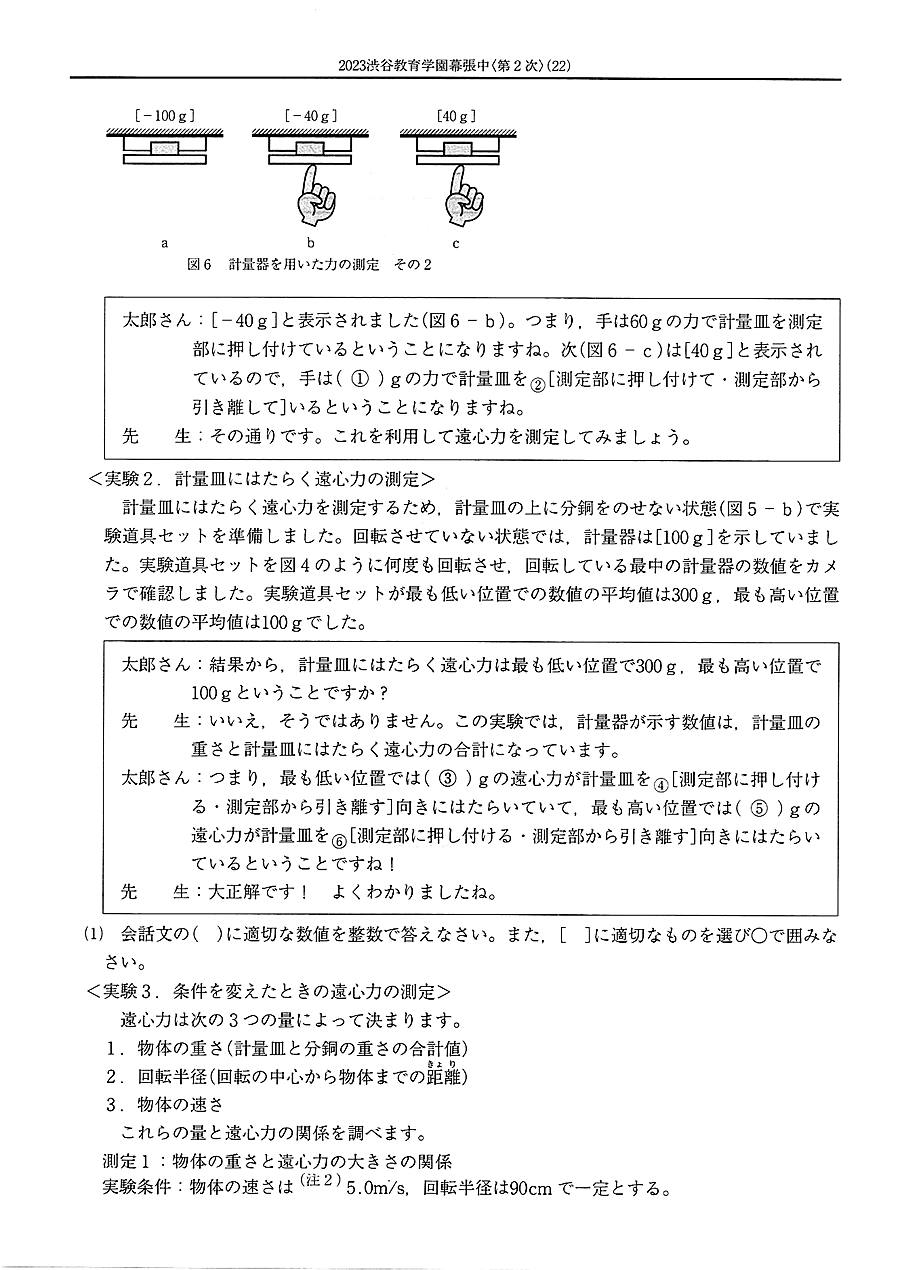 2023渋谷教育学園幕張中〈第2次〉(22)
[－100g] [－40g] [40g]
a b c
図6 計量器を用いた力の測定 その2
太郎さん：[－40g]と表示されました(図6－b)。つまり，手は60gの力で計量皿を測定
部に押し付けているということになりますね。次(図6－c)は[40g]と表示され
ているので，手は( ① )gの力で計量皿を②[測定部に押し付けて・測定部から
引き離して]いるということになりますね。
先 生：その通りです。これを利用して遠心力を測定してみましょう。
＜実験2．計量皿にはたらく遠心力の測定＞
計量皿にはたらく遠心力を測定するため，計量皿の上に分銅をのせない状態(図5－b)で実
験道具セットを準備しました。回転させていない状態では，計量器は[100g]を示していまし
た。実験道具セットを図4のように何度も回転させ，回転している最中の計量器の数値をカメ
ラで確認しました。実験道具セットが最も低い位置での数値の平均値は300g，最も高い位置
での数値の平均値は100gでした。
太郎さん：結果から，計量皿にはたらく遠心力は最も低い位置で300g，最も高い位置で
100gということですか？
先 生：いいえ，そうではありません。この実験では，計量器が示す数値は，計量皿の
重さと計量皿にはたらく遠心力の合計になっています。
太郎さん：つまり，最も低い位置では( ③ )gの遠心力が計量皿を④[測定部に押し付け
る・測定部から引き離す]向きにはたらいていて，最も高い位置では( ⑤ )gの
遠心力が計量皿を⑥[測定部に押し付ける・測定部から引き離す]向きにはたらい
ているということですね！
先 生：大正解です！ よくわかりましたね。
(1) 会話文の( )に適切な数値を整数で答えなさい。また，[ ]に適切なものを選び○で囲みな
さい。
＜実験3．条件を変えたときの遠心力の測定＞
遠心力は次の3つの量によって決まります。
1．物体の重さ(計量皿と分銅の重さの合計値)
2．回転半径(回転の中心から物体までの距離)
3．物体の速さ
これらの量と遠心力の関係を調べます。
測定1：物体の重さと遠心力の大きさの関係
実験条件：物体の速さは(注2)5.0m/s，回転半径は90cmで一定とする。